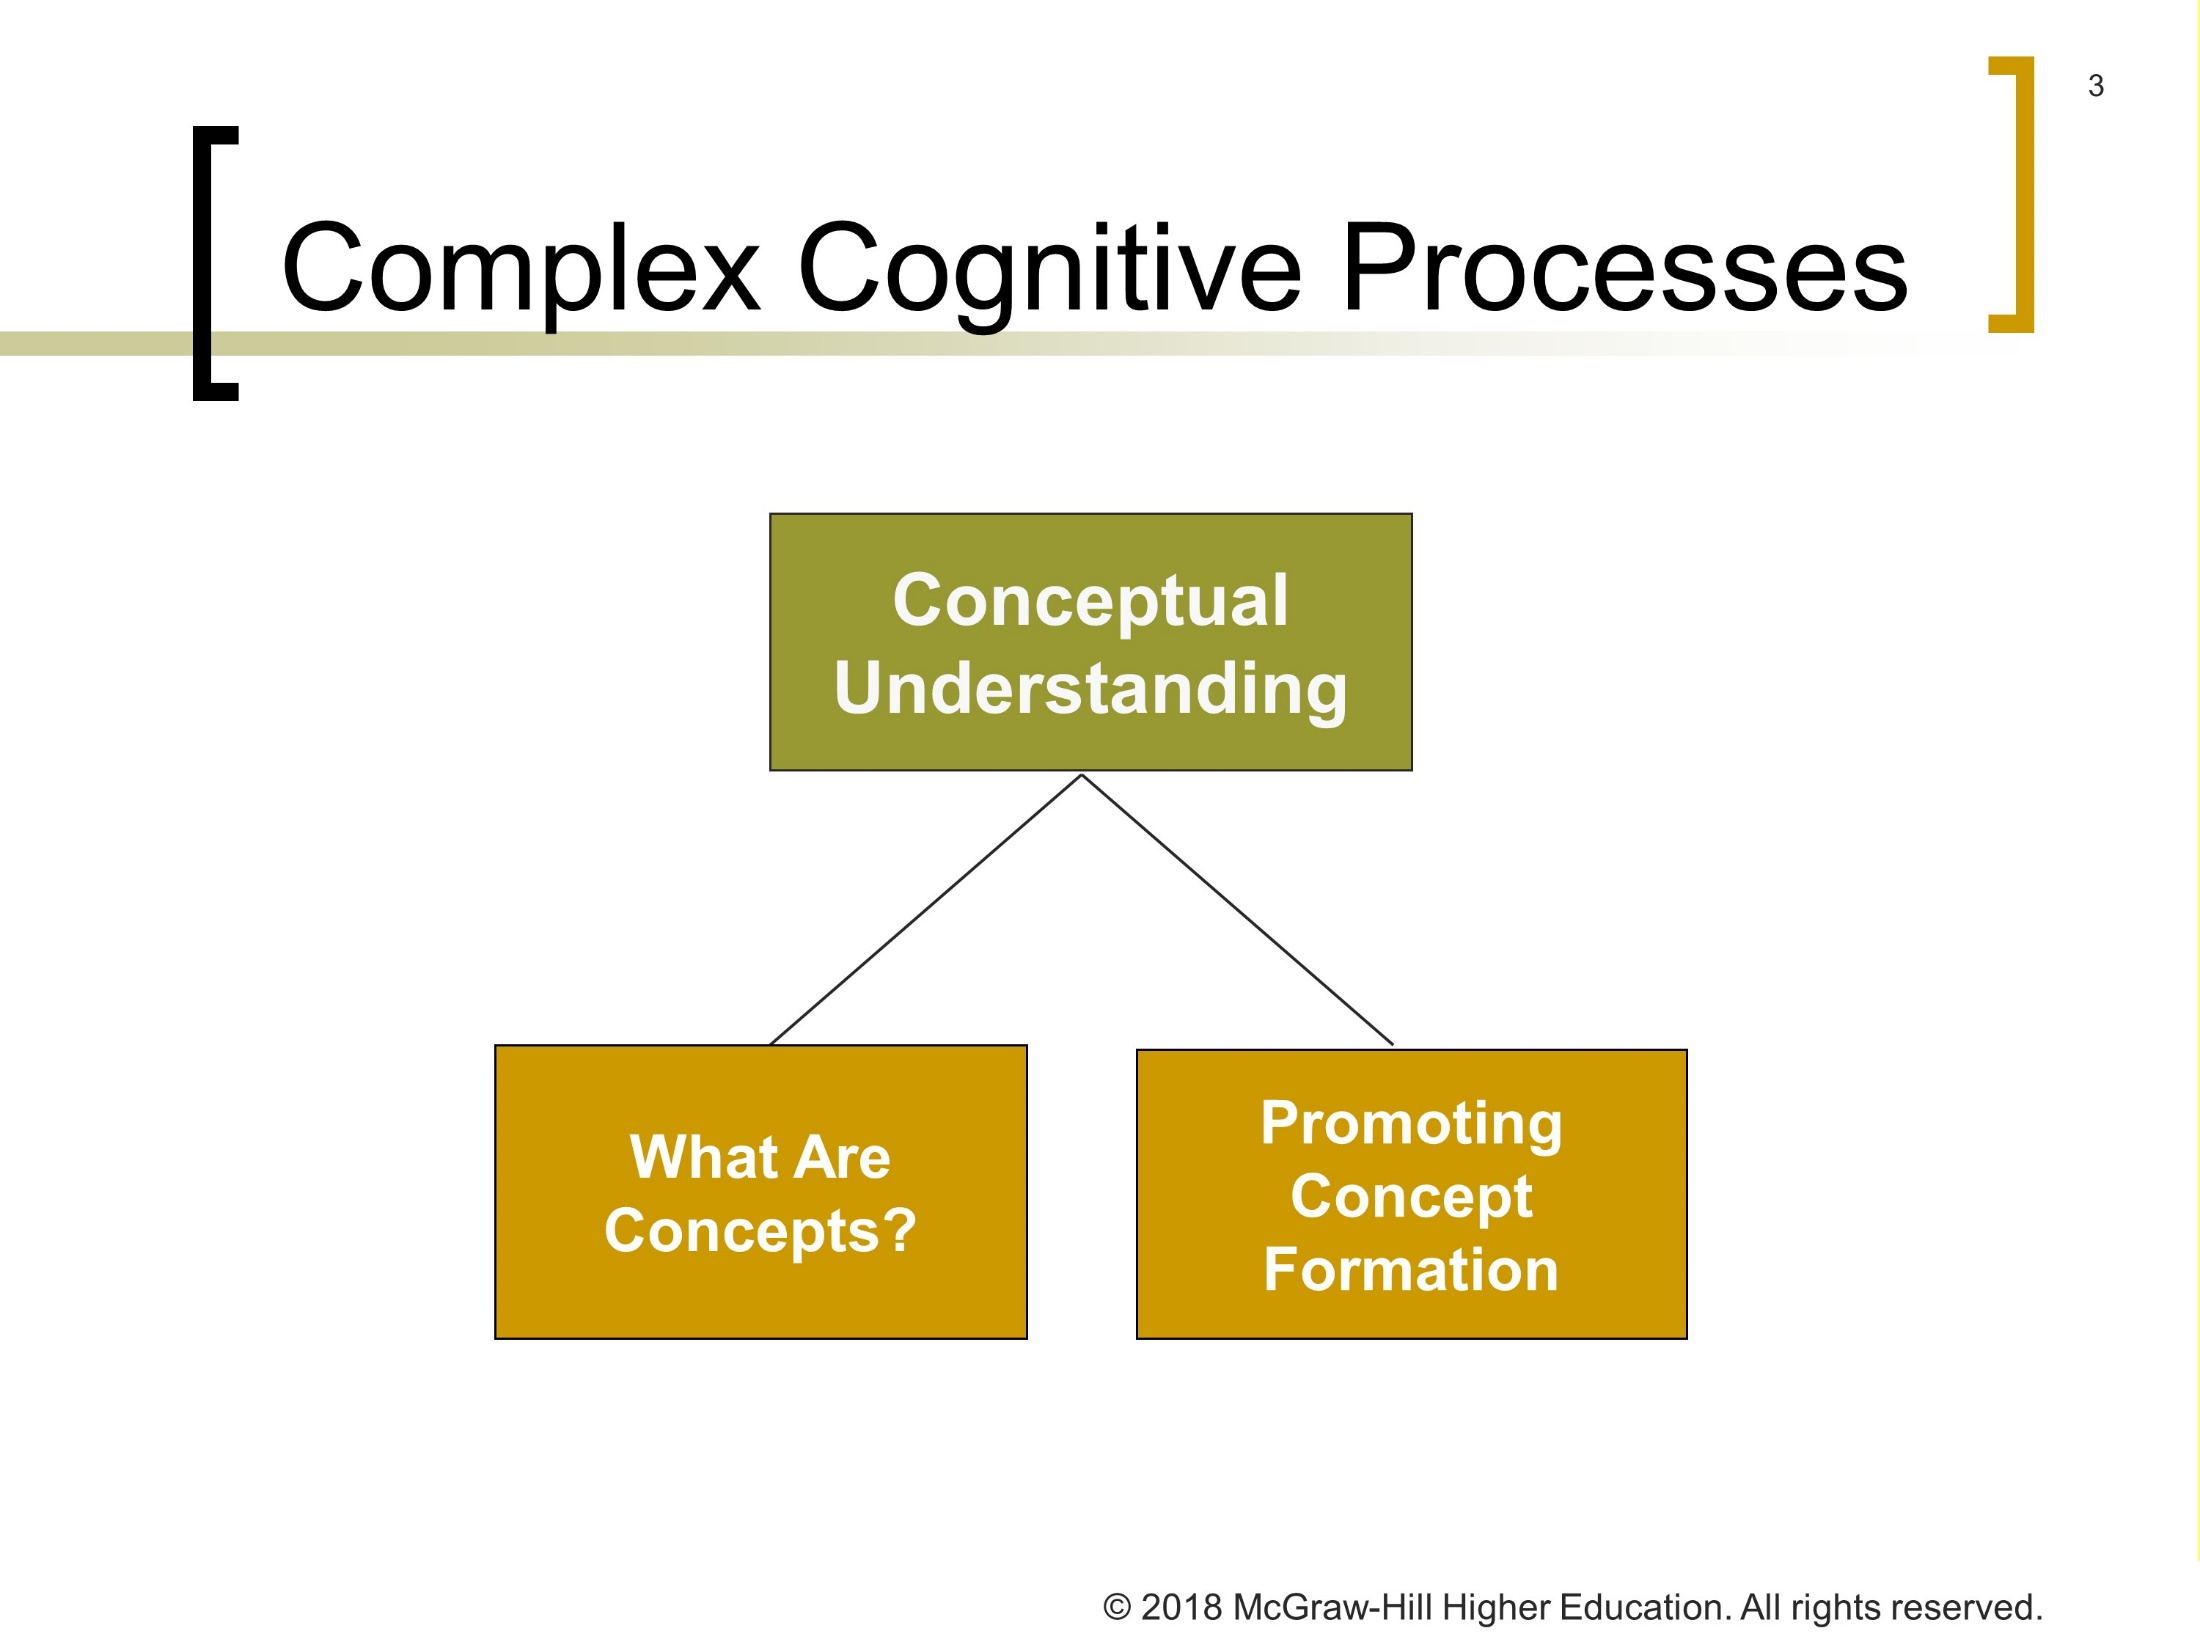 3
Complex Cognitive Processes
Conceptual
Understanding
What Are
Concepts?
Promoting
Concept
Formation
© 2018 McGraw-Hill Higher Education. All rights reserved.